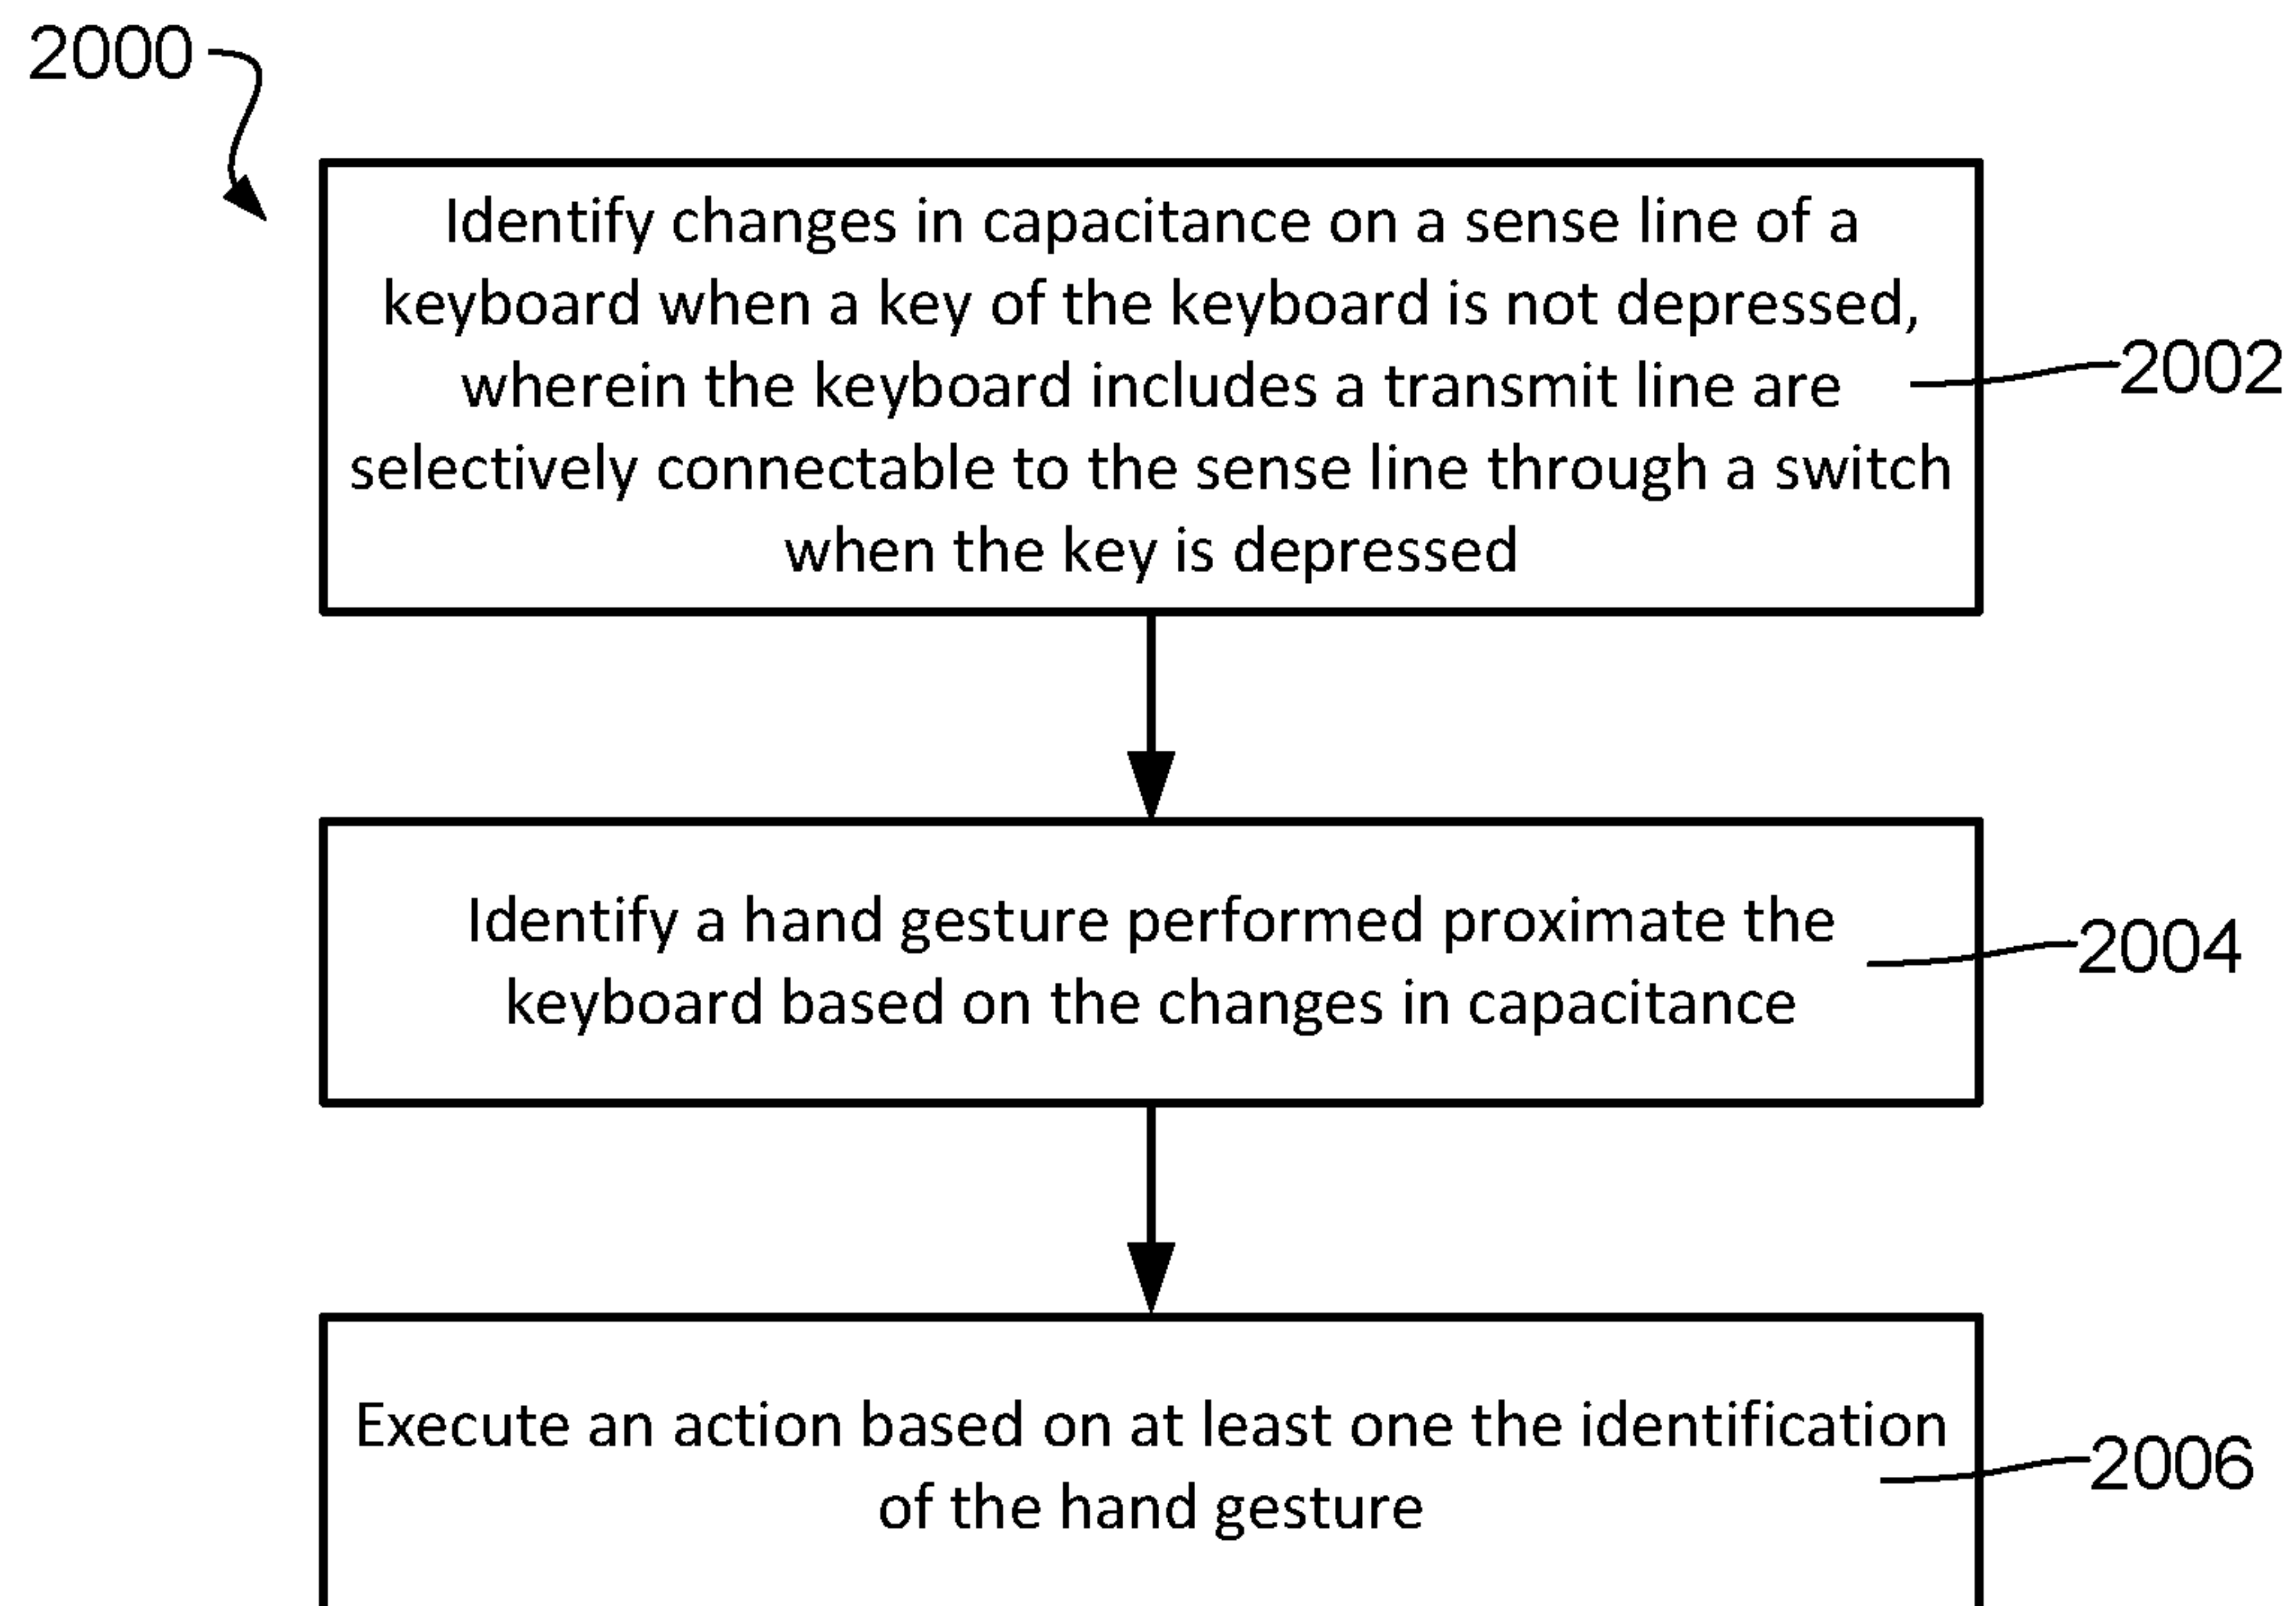 2000
Identify changes in capacitance on a sense line of a
keyboard when a key of the keyboard is not depressed,
wherein the keyboard includes a transmit line are
selectively connectable to the sense line through a switch
when the key is depressed
2002
Identify a hand gesture performed proximate the
keyboard based on the changes in capacitance
2004
Execute an action based on at least one the identification
of the hand gesture
2006